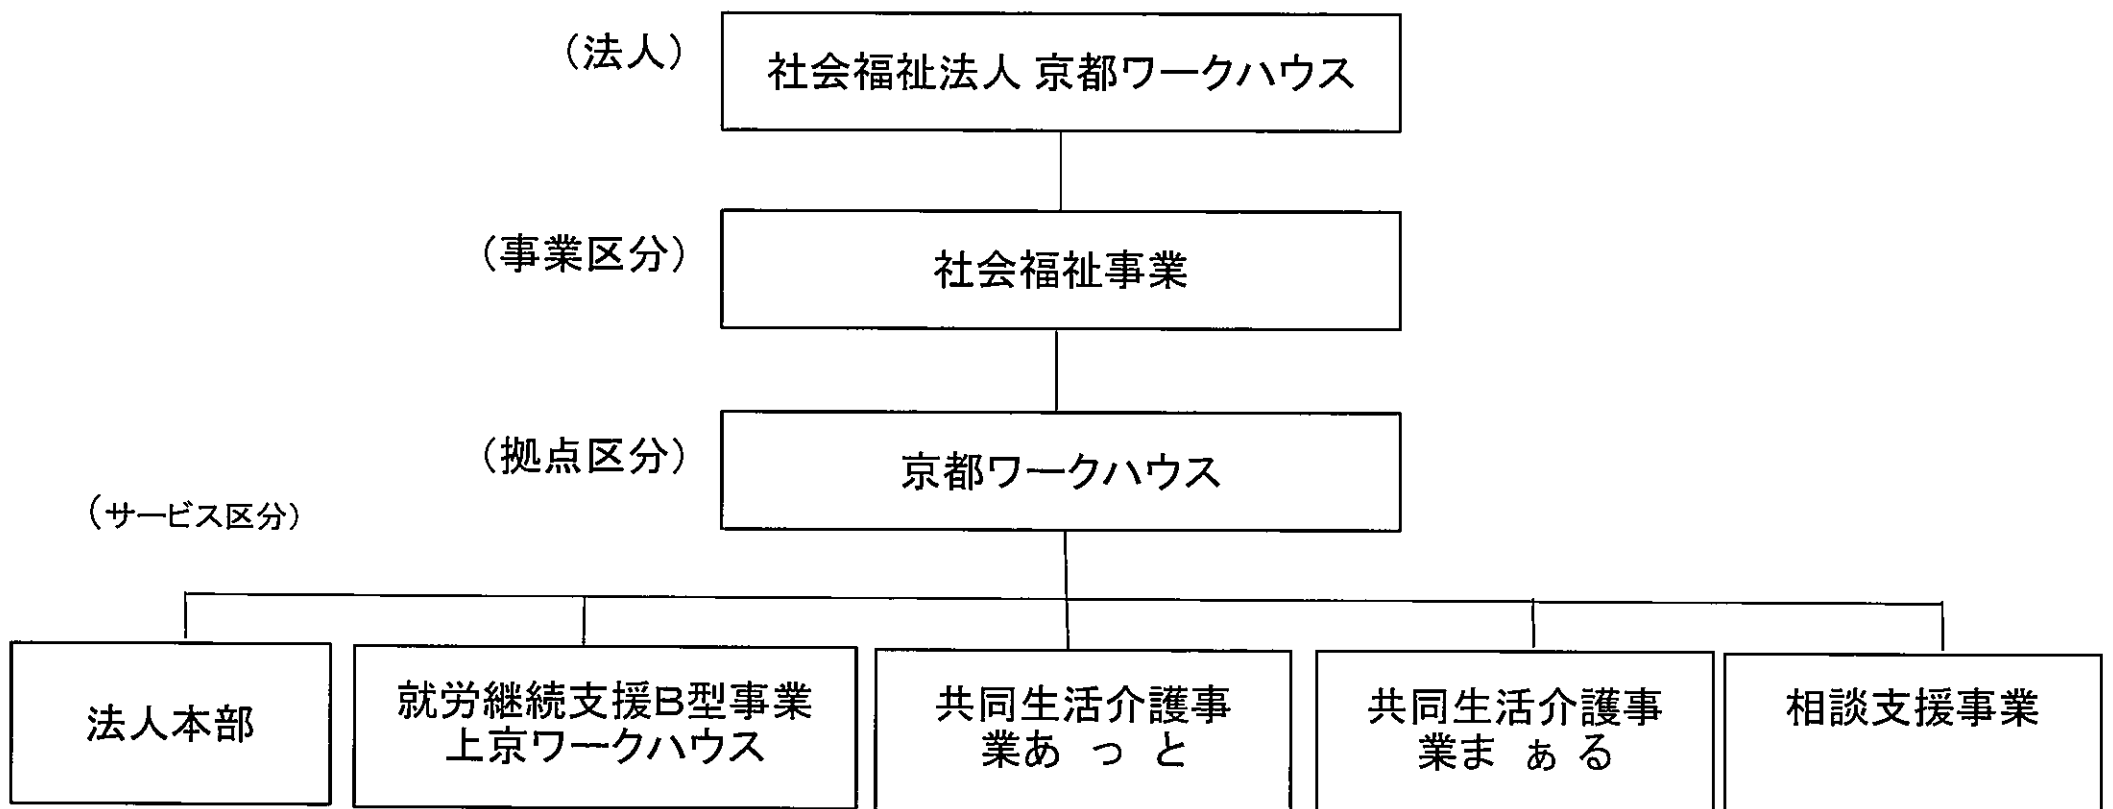 (法人)
社会福祉法人 京都ワークハウス
(事業区分)
社会福祉事業
(拠点区分)
京都ワークハウス
(サービス区分)
法人本部
就労継続支援B型事業
上京ワークハウス
共同生活介護事
業あ っ と
共同生活介護事
業ま ぁ る
相談支援事業